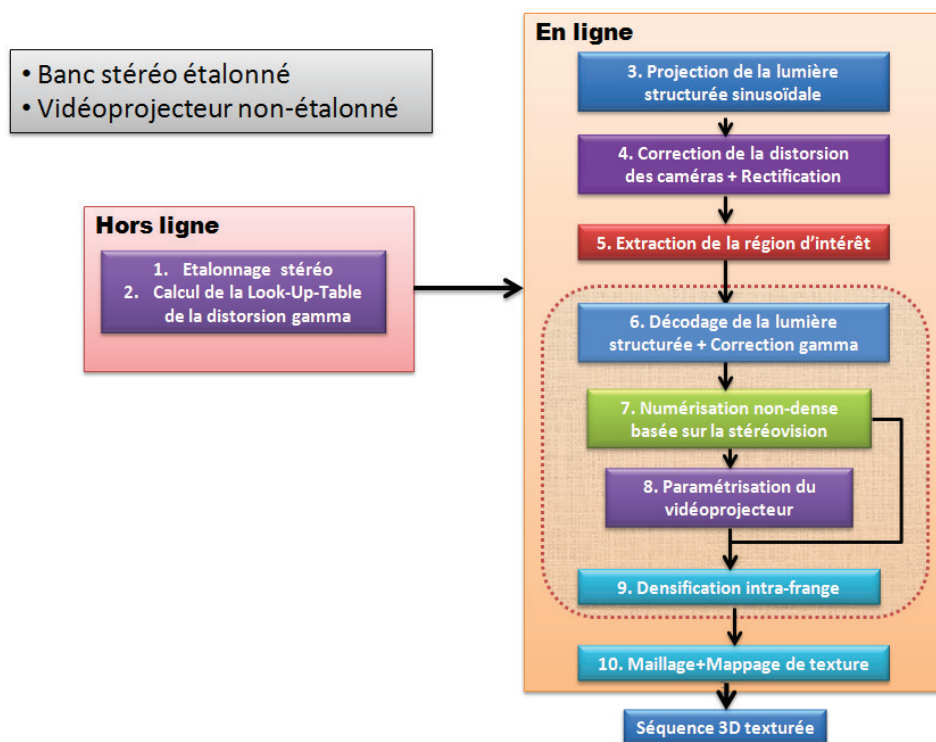 • Banc stéréo étalonné
• Vidéoprojecteur non-étalonné
Hors ligne
1. Etalonnage stéréo
2. Calcul de la Look-Up-Table
de la distorsion gamma
En ligne
3. Projection de la lumière
structurée sinusoïdale
4. Correction de la distorsion
des caméras + Rectification
5. Extraction de la région d'intérêt
6. Décodage de la lumière
structurée + Correction gamma
7. Numérisation non-dense
basée sur la stéréovision
8. Paramétrisation du
vidéoprojecteur
9. Densification intra-frange
10. Maillage+Mappage de texture
Séquence 3D texturée